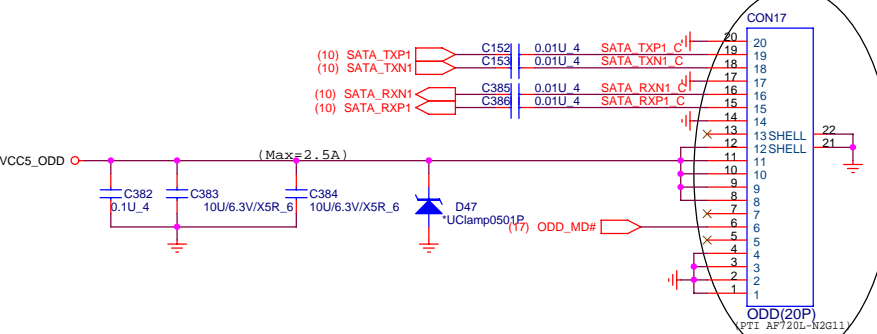 CON17
20 20
(10) SATA_TXP1 C152 0.01U_4 SATA_TXP1_C 19 19
(10) SATA_TXN1 C153 0.01U_4 SATA_TXN1_C 18 18
17 17
(10) SATA_RXN1 C385 0.01U_4 SATA_RXN1_C 16 16
(10) SATA_RXP1 C386 0.01U_4 SATA_RXP1_C 15 15
14 14
13 13 SHELL 22
12 12 SHELL 21
VCC5_ODD (Max=2.5A) 11 11
10 10
9 9
8 8
C382 C383 C384 D47
0.1U_4 10U/6.3V/X5R_6 10U/6.3V/X5R_6 *UClamp0501P
7 7
(17) ODD_MD# 6 6
5 5
4 4
3 3
2 2
1 1
ODD(20P)
(PTI AF720L-N2G11)